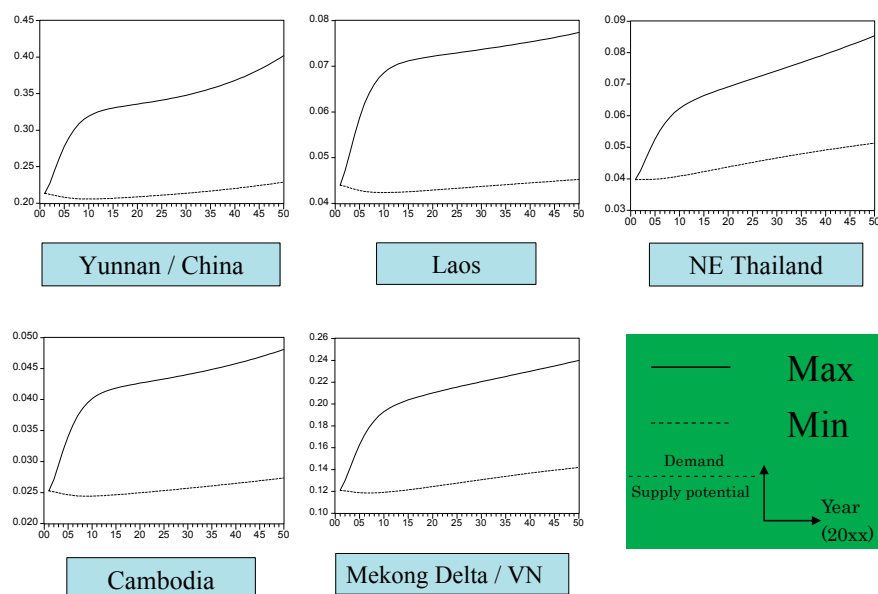 0.45
0.40
0.35
0.30
0.25
0.20
00 05 10 15 20 25 30 35 40 45 50
Yunnan / China
0.08
0.07
0.06
0.05
0.04
00 05 10 15 20 25 30 35 40 45 50
Laos
0.09
0.08
0.07
0.06
0.05
0.04
0.03
00 05 10 15 20 25 30 35 40 45 50
NE Thailand
0.050
0.045
0.040
0.035
0.030
0.025
0.020
00 05 10 15 20 25 30 35 40 45 50
Cambodia
0.26
0.24
0.22
0.20
0.18
0.16
0.14
0.12
0.10
00 05 10 15 20 25 30 35 40 45 50
Mekong Delta / VN
Max
Min
Demand
Supply potential
Year
(20xx)